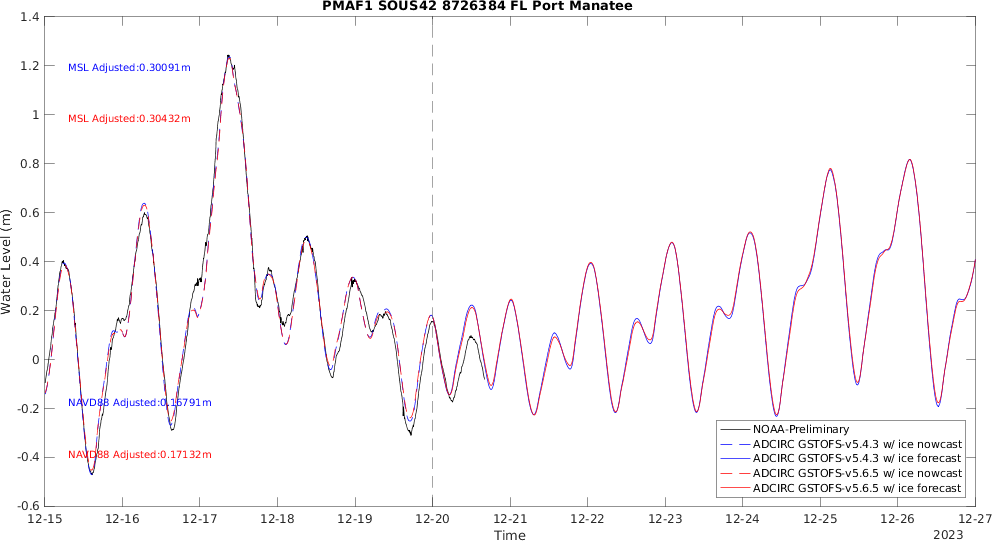 PMAF1 SOUS42 8726384 FL Port Manatee
1.4
1.2
1
0.8
0.6
0.4
0.2
0
-0.2
-0.4
-0.6
Water Level (m)
MSL Adjusted:0.30091m
MSL Adjusted:0.30432m
NAVD88 Adjusted:0.16791m
NAVD88 Adjusted:0.17132m
NOAA-Preliminary
ADCIRC GSTOFS-v5.4.3 w/ ice nowcast
ADCIRC GSTOFS-v5.4.3 w/ ice forecast
ADCIRC GSTOFS-v5.6.5 w/ ice nowcast
ADCIRC GSTOFS-v5.6.5 w/ ice forecast
12-15 12-16 12-17 12-18 12-19 12-20 12-21 12-22 12-23 12-24 12-25 12-26 12-27
Time
2023